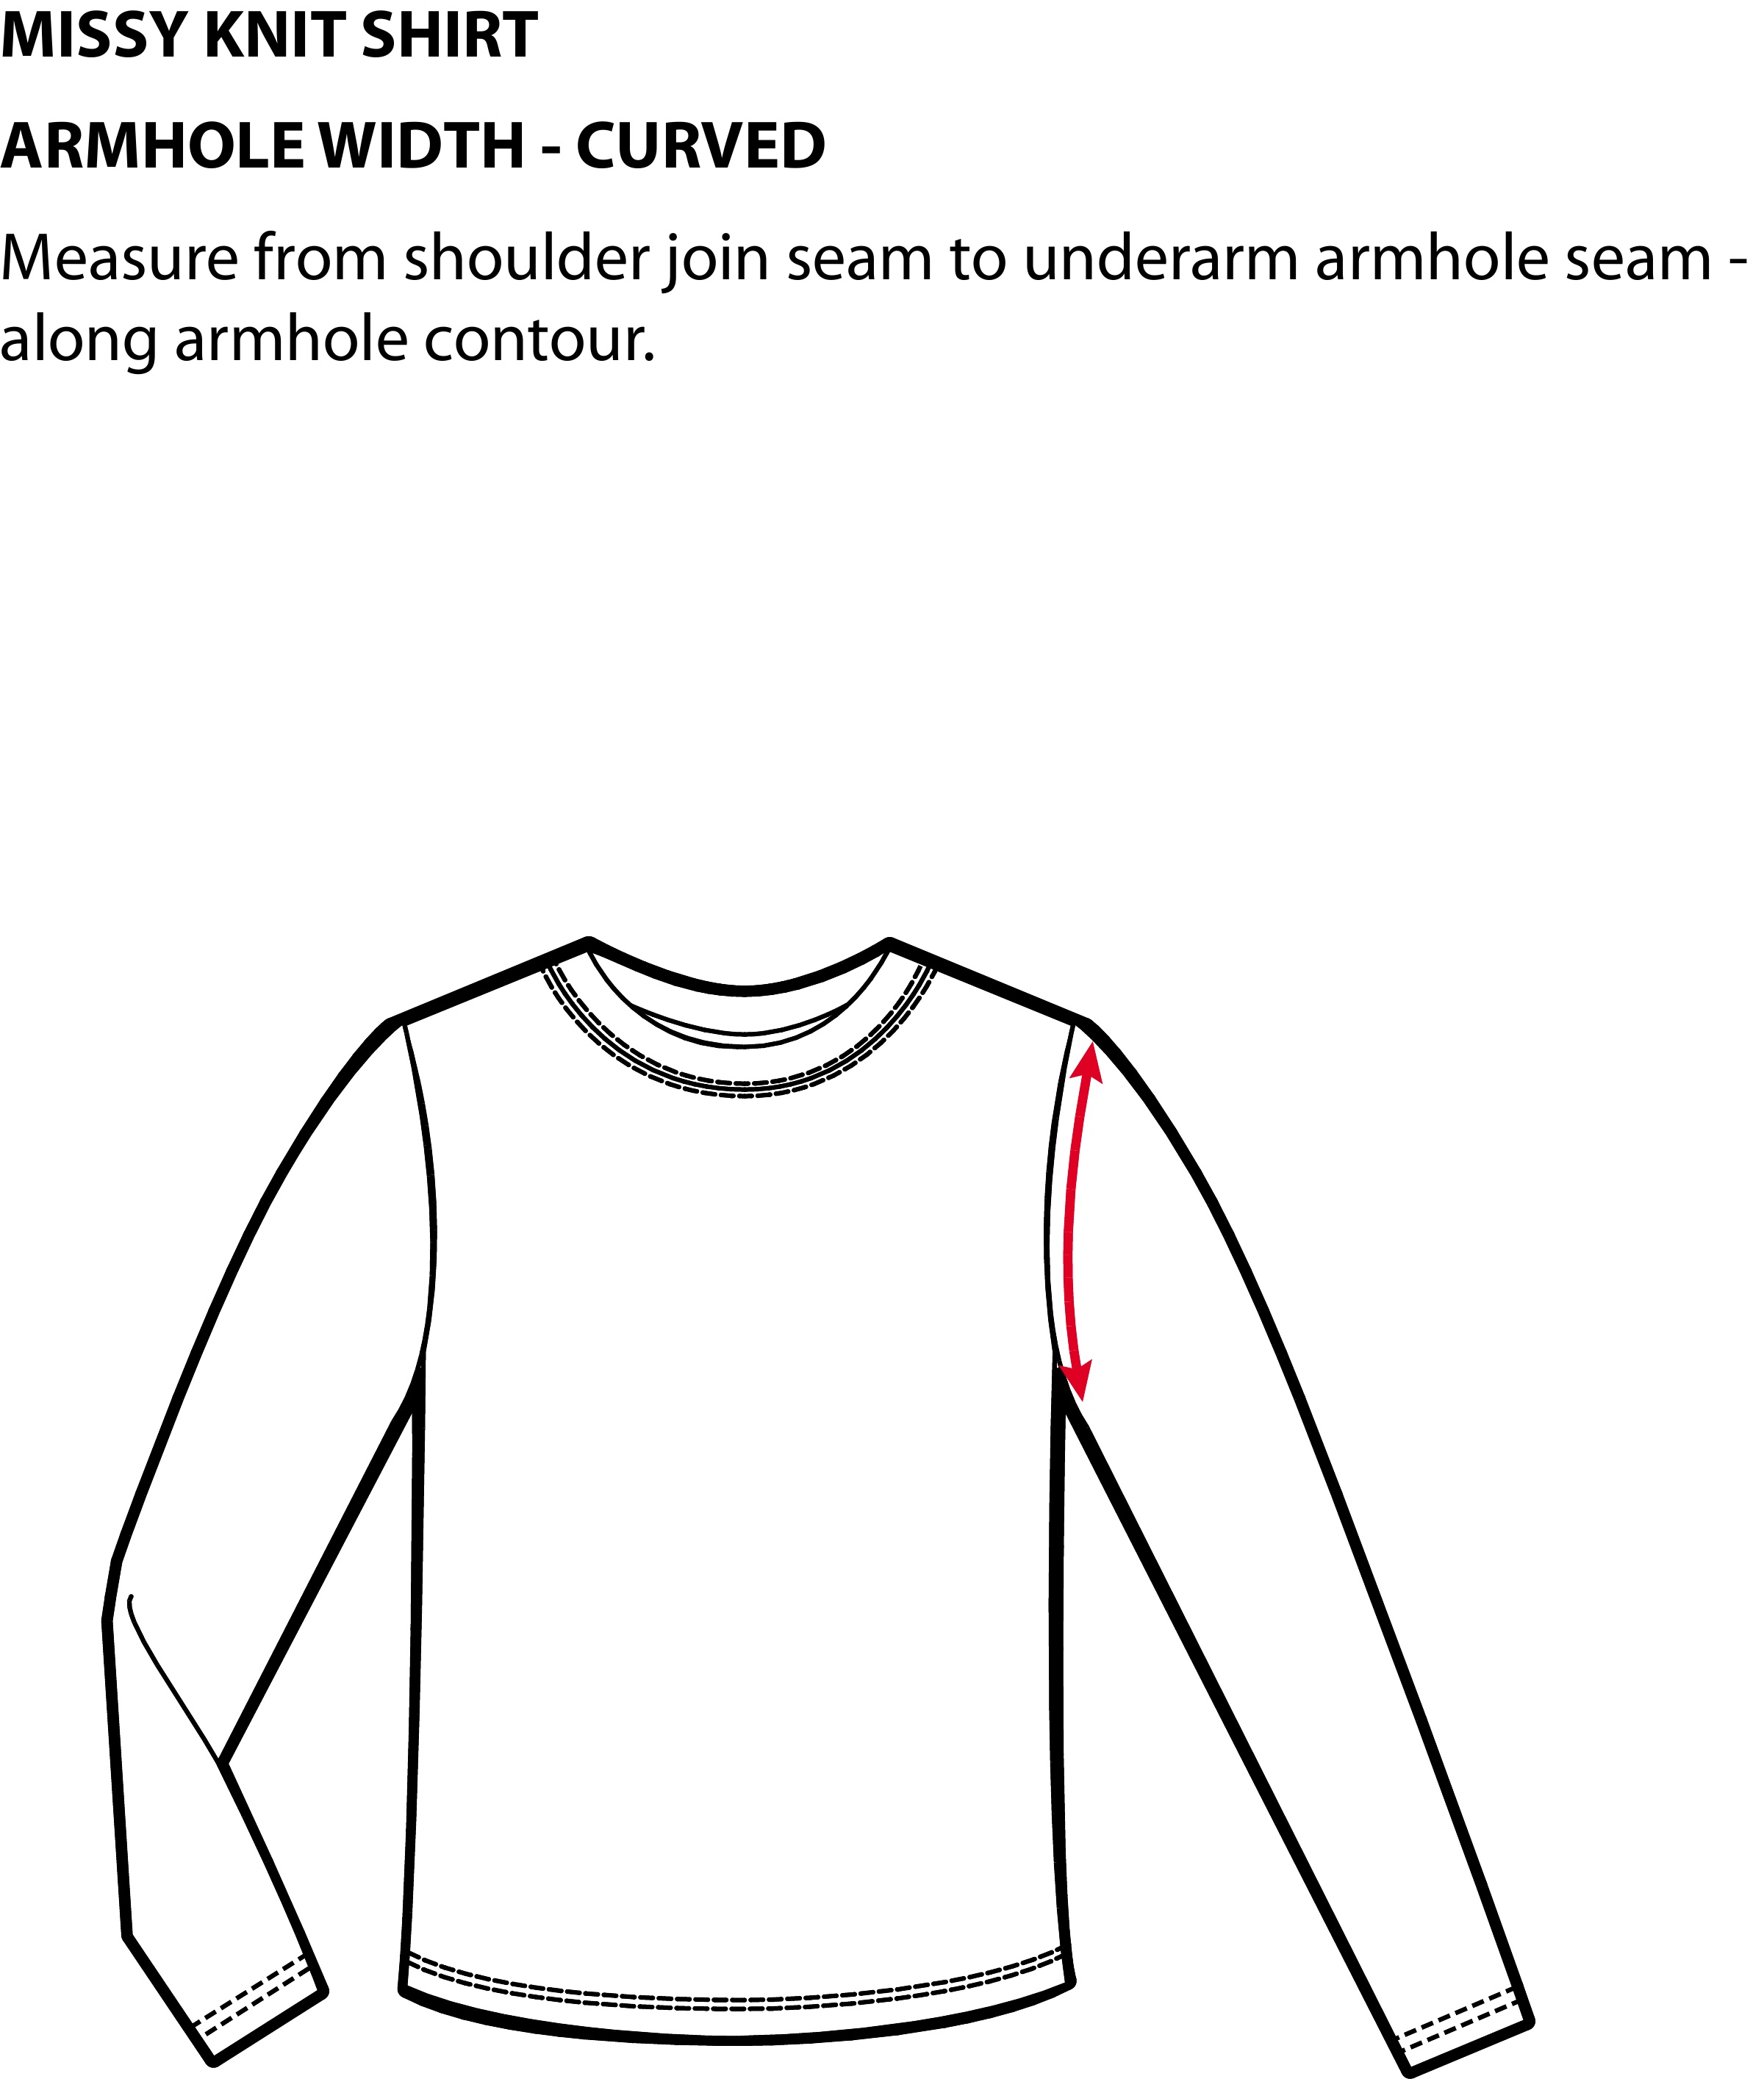 MISSY KNIT SHIRT
ARMHOLE WIDTH - CURVED
Measure from shoulder join seam to underarm armhole seam -
along armhole contour.